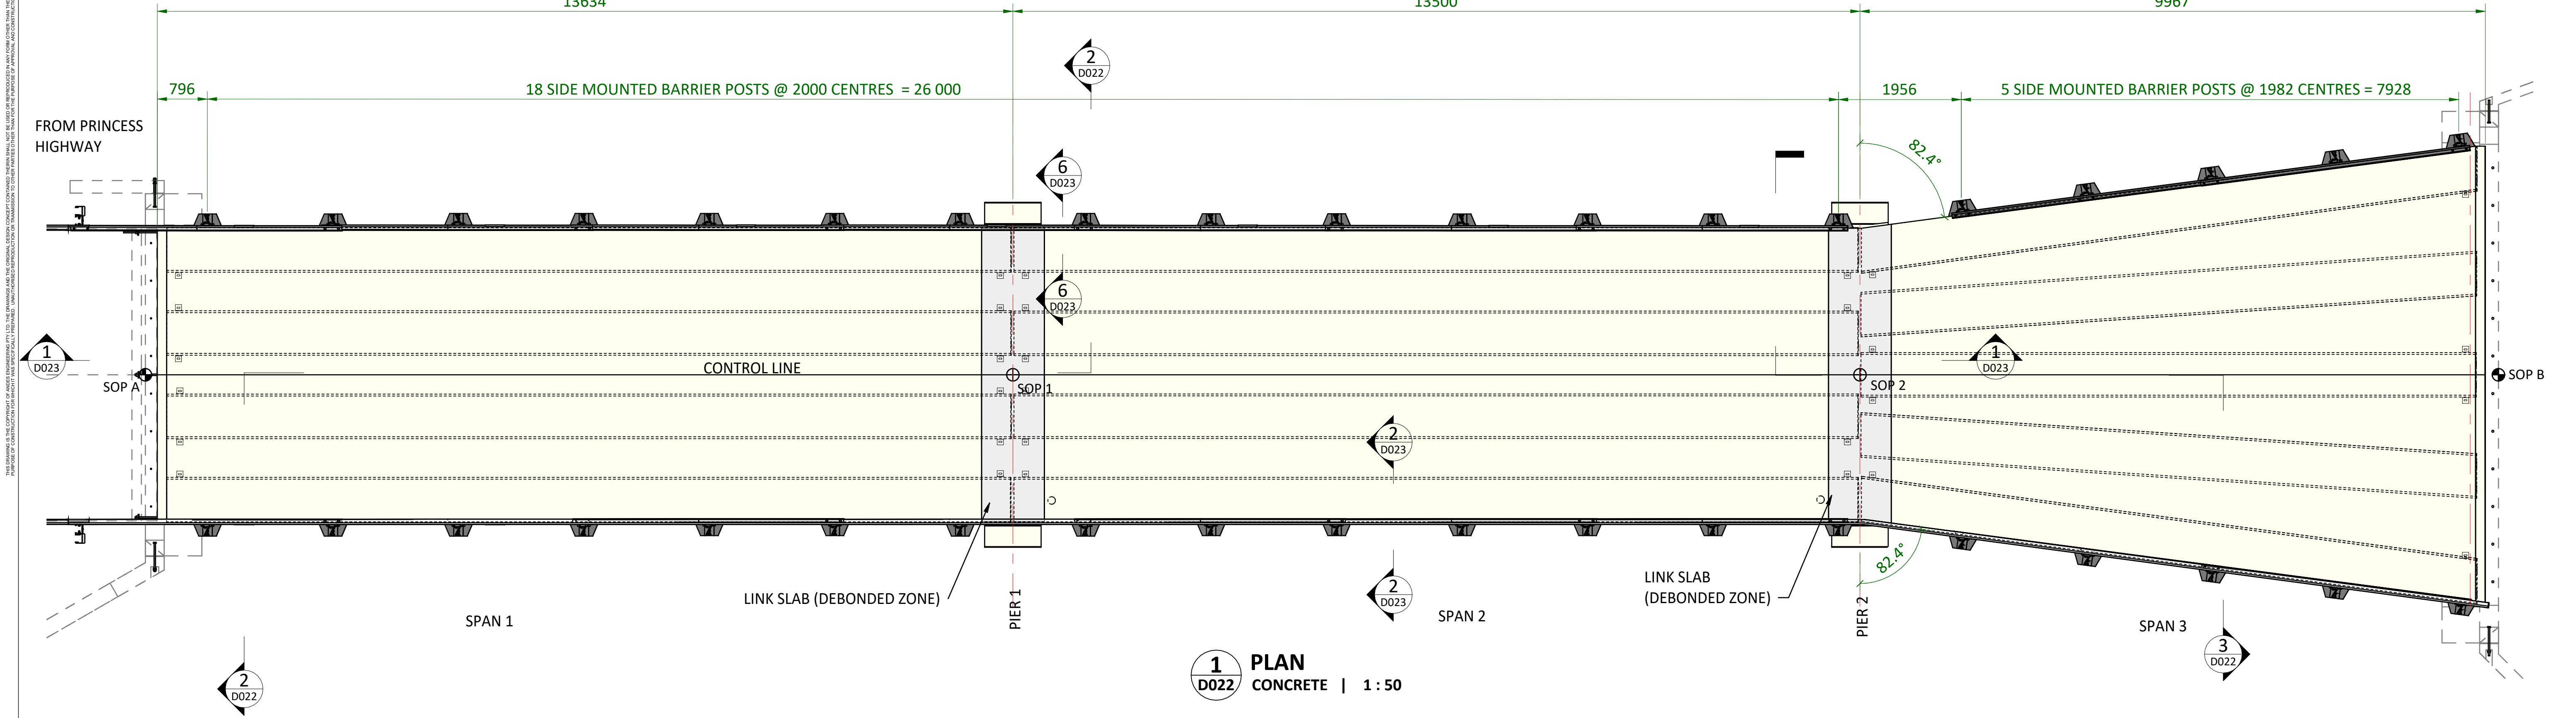 13634
13500
9967
2
D022
796
18 SIDE MOUNTED BARRIER POSTS @ 2000 CENTRES = 26 000
1956
5 SIDE MOUNTED BARRIER POSTS @ 1982 CENTRES = 7928
FROM PRINCESS
HIGHWAY
6
D023
82.4°
6
D023
1
D023
CONTROL LINE
SOP A
SOP 1
SOP 2
1
D023
SOP B
2
D023
LINK SLAB (DEBONDED ZONE)
LINK SLAB
(DEBONDED ZONE)
82.4°
2
D023
PIER 1
PIER 2
SPAN 1
SPAN 2
SPAN 3
2
D022
3
D022
1
D022
PLAN
CONCRETE | 1 : 50